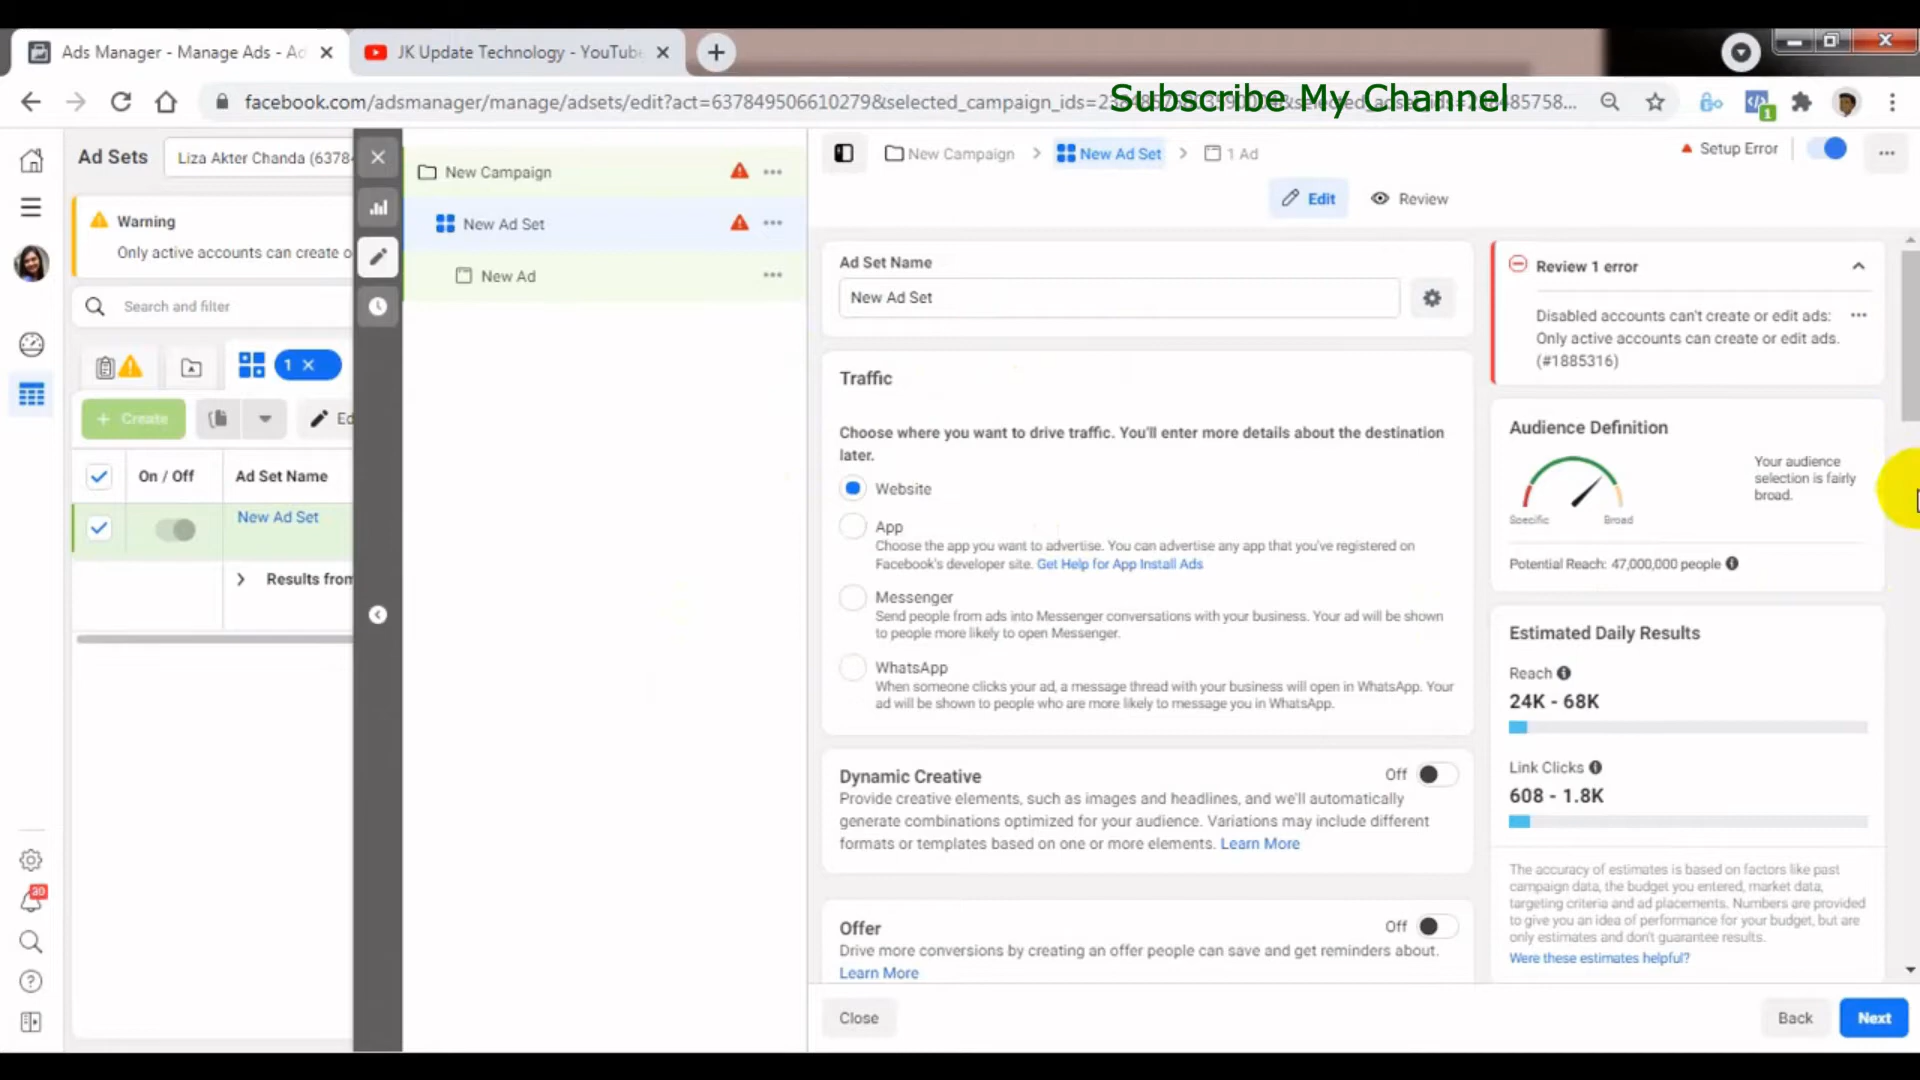 Ads Manager - Manage Ads - Ac
JK Update Technology - YouTube
Subscribe My Channel
Ad Sets
Liza Akter Chanda (6378
Warning
Only active accounts can create o
Search and filter
1
+ Create
Ed
On / Off
Ad Set Name
New Ad Set
Results from
30
New Campaign
New Ad Set
New Ad
New Campaign > New Ad Set > 1 Ad
Setup Error
Edit
Review
Ad Set Name
New Ad Set
Traffic
Choose where you want to drive traffic. You'll enter more details about the destination
later.
Website
App
Choose the app you want to advertise. You can advertise any app that you've registered on
Facebook's developer site. Get Help for App Install Ads
Messenger
Send people from ads into Messenger conversations with your business. Your ad will be shown
to people more likely to open Messenger.
WhatsApp
When someone clicks your ad, a message thread with your business will open in WhatsApp. Your
ad will be shown to people who are more likely to message you in WhatsApp.
Dynamic Creative
Off
Provide creative elements, such as images and headlines, and we'll automatically
generate combinations optimized for your audience. Variations may include different
formats or templates based on one or more elements. Learn More
Offer
Off
Drive more conversions by creating an offer people can save and get reminders about.
Learn More
Review 1 error
Disabled accounts can't create or edit ads:
Only active accounts can create or edit ads.
(#1885316)
Audience Definition
Your audience
selection is fairly
broad.
Specific
Broad
Potential Reach: 47,000,000 people
Estimated Daily Results
Reach
24K - 68K
Link Clicks
608 - 1.8K
The accuracy of estimates is based on factors like past
campaign data, the budget you entered, market data,
targeting criteria and ad placements. Numbers are provided
to give you an idea of performance for your budget, but are
only estimates and don't guarantee results.
Were these estimates helpful?
Close
Back
Next